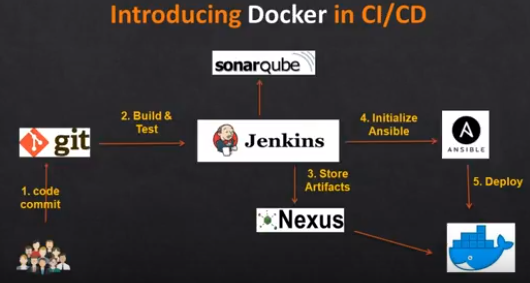 Introducing Docker in CI/CD
sonarqube
2. Build &
Test
4. Initialize
Ansible
git
Jenkins
ANSIBLE
1. code
commit
3. Store
Artifacts
5. Deploy
Nexus